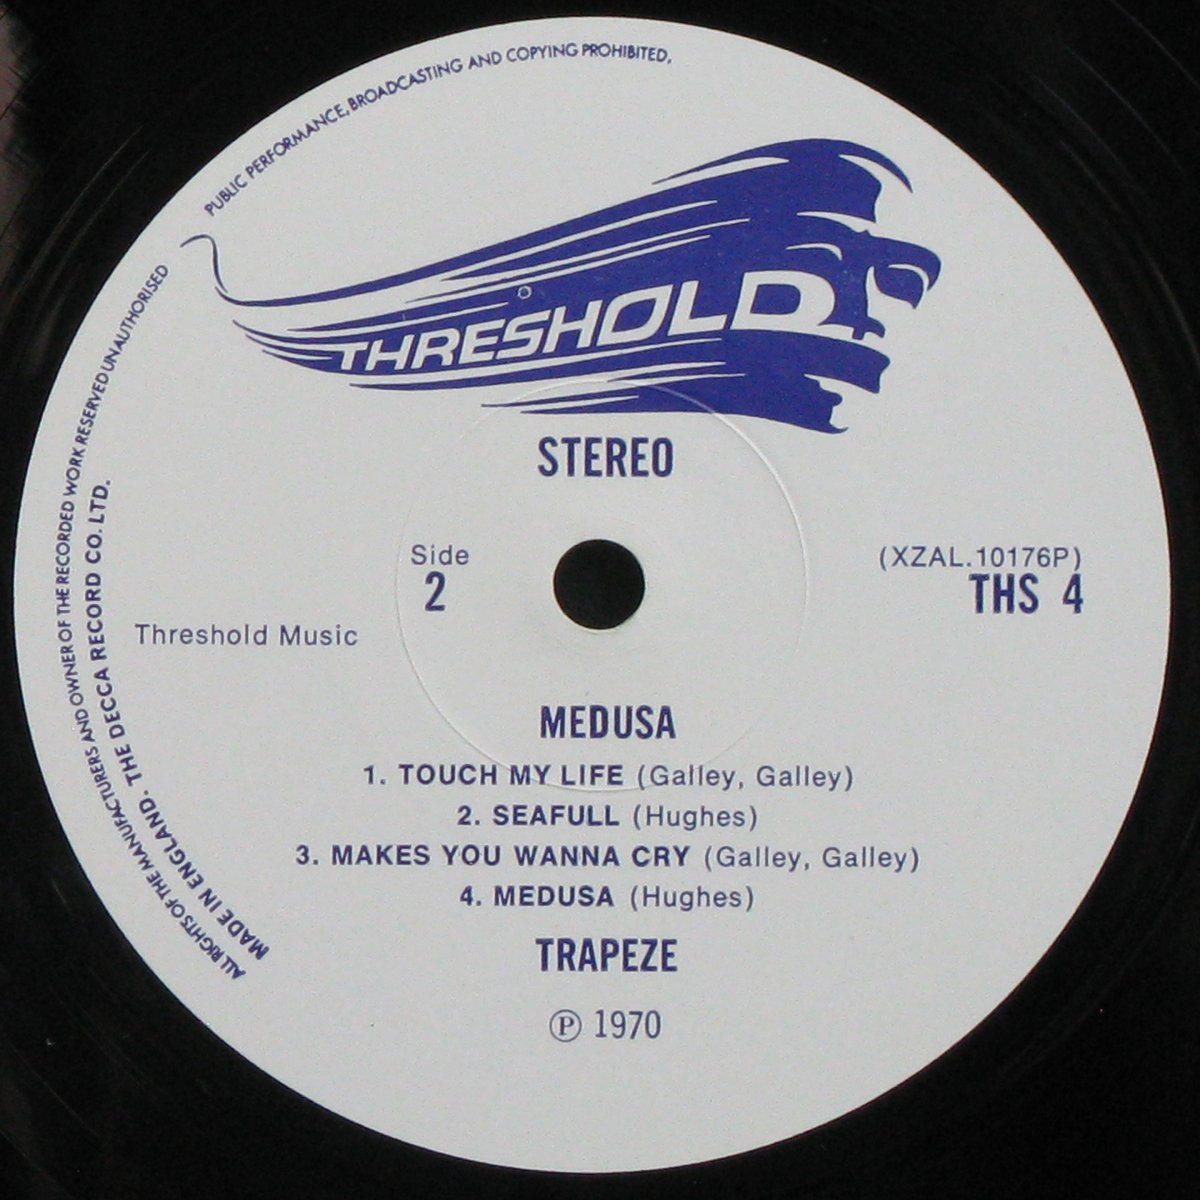 PUBLIC PERFORMANCE, BROADCASTING AND COPYING PROHIBITED.
ALL RIGHTS OF THE MANUFACTURERS AND OWNER OF THE RECORDED WORK RESERVED UNAUTHORISED
MADE IN ENGLAND. THE DECCA RECORD CO. LTD.
THRESHOLD
STEREO
Side
2
(XZAL.10176P)
THS 4
Threshold Music
MEDUSA
1. TOUCH MY LIFE (Galley, Galley)
2. SEAFULL (Hughes)
3. MAKES YOU WANNA CRY (Galley, Galley)
4. MEDUSA (Hughes)
TRAPEZE
℗ 1970